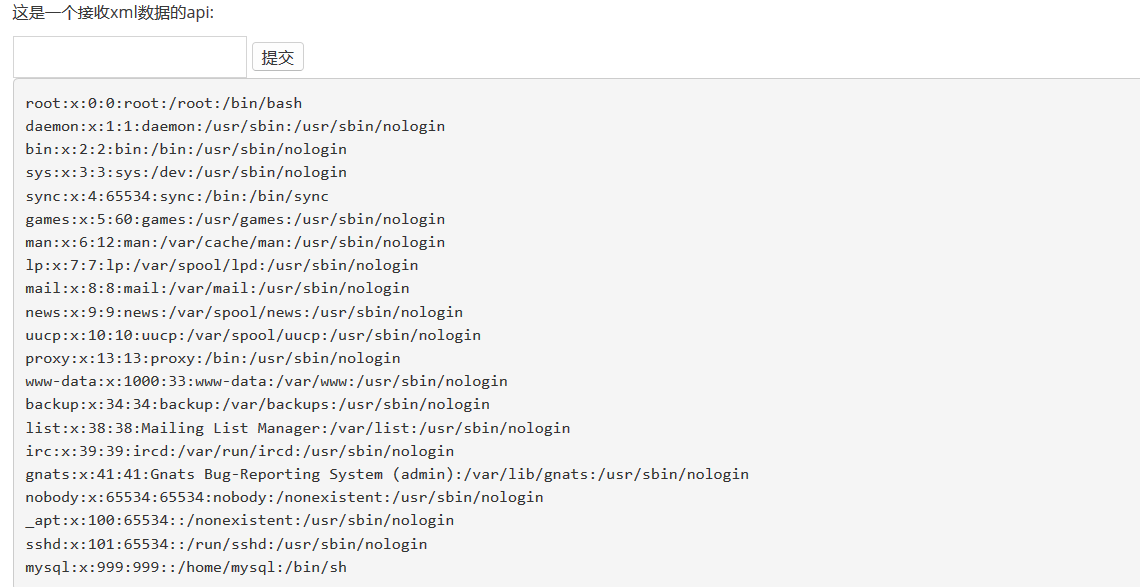 这是一个接收xml数据的api:
提交
root:x:0:0:root:/root:/bin/bash
daemon:x:1:1:daemon:/usr/sbin:/usr/sbin/nologin
bin:x:2:2:bin:/bin:/usr/sbin/nologin
sys:x:3:3:sys:/dev:/usr/sbin/nologin
sync:x:4:65534:sync:/bin:/bin/sync
games:x:5:60:games:/usr/games:/usr/sbin/nologin
man:x:6:12:man:/var/cache/man:/usr/sbin/nologin
lp:x:7:7:lp:/var/spool/lpd:/usr/sbin/nologin
mail:x:8:8:mail:/var/mail:/usr/sbin/nologin
news:x:9:9:news:/var/spool/news:/usr/sbin/nologin
uucp:x:10:10:uucp:/var/spool/uucp:/usr/sbin/nologin
proxy:x:13:13:proxy:/bin:/usr/sbin/nologin
www-data:x:1000:33:www-data:/var/www:/usr/sbin/nologin
backup:x:34:34:backup:/var/backups:/usr/sbin/nologin
list:x:38:38:Mailing List Manager:/var/list:/usr/sbin/nologin
irc:x:39:39:ircd:/var/run/ircd:/usr/sbin/nologin
gnats:x:41:41:Gnats Bug-Reporting System (admin):/var/lib/gnats:/usr/sbin/nologin
nobody:x:65534:65534:nobody:/nonexistent:/usr/sbin/nologin
_apt:x:100:65534::/nonexistent:/usr/sbin/nologin
sshd:x:101:65534::/run/sshd:/usr/sbin/nologin
mysql:x:999:999::/home/mysql:/bin/sh